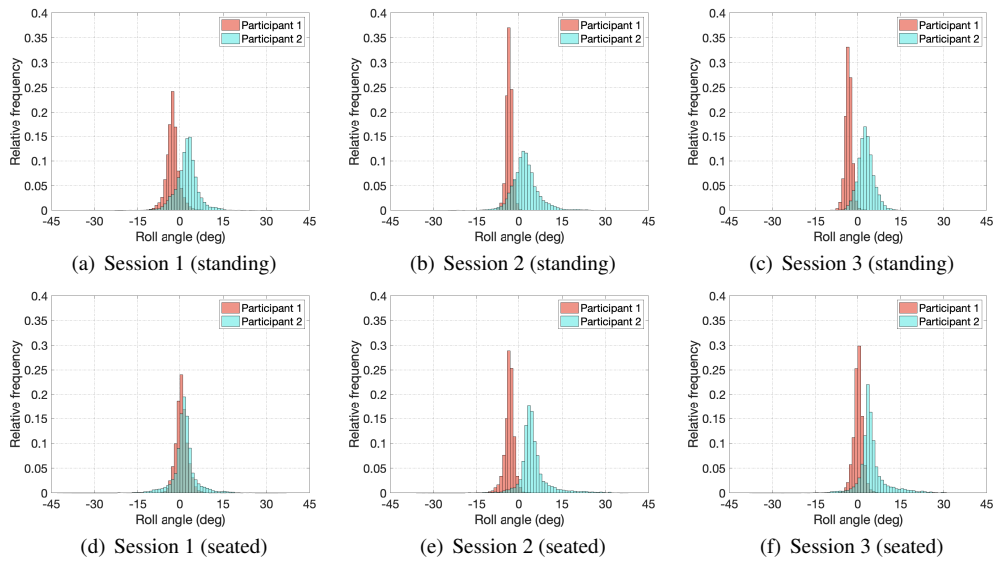 0.4
0.35
0.3
0.25
0.2
0.15
0.1
0.05
0
Relative frequency
Participant 1
Participant 2
-45 -30 -15 0 15 30 45
Roll angle (deg)
(a) Session 1 (standing)
0.4
0.35
0.3
0.25
0.2
0.15
0.1
0.05
0
Relative frequency
Participant 1
Participant 2
-45 -30 -15 0 15 30 45
Roll angle (deg)
(b) Session 2 (standing)
0.4
0.35
0.3
0.25
0.2
0.15
0.1
0.05
0
Relative frequency
Participant 1
Participant 2
-45 -30 -15 0 15 30 45
Roll angle (deg)
(c) Session 3 (standing)
0.4
0.35
0.3
0.25
0.2
0.15
0.1
0.05
0
Relative frequency
Participant 1
Participant 2
-45 -30 -15 0 15 30 45
Roll angle (deg)
(d) Session 1 (seated)
0.4
0.35
0.3
0.25
0.2
0.15
0.1
0.05
0
Relative frequency
Participant 1
Participant 2
-45 -30 -15 0 15 30 45
Roll angle (deg)
(e) Session 2 (seated)
0.4
0.35
0.3
0.25
0.2
0.15
0.1
0.05
0
Relative frequency
Participant 1
Participant 2
-45 -30 -15 0 15 30 45
Roll angle (deg)
(f) Session 3 (seated)